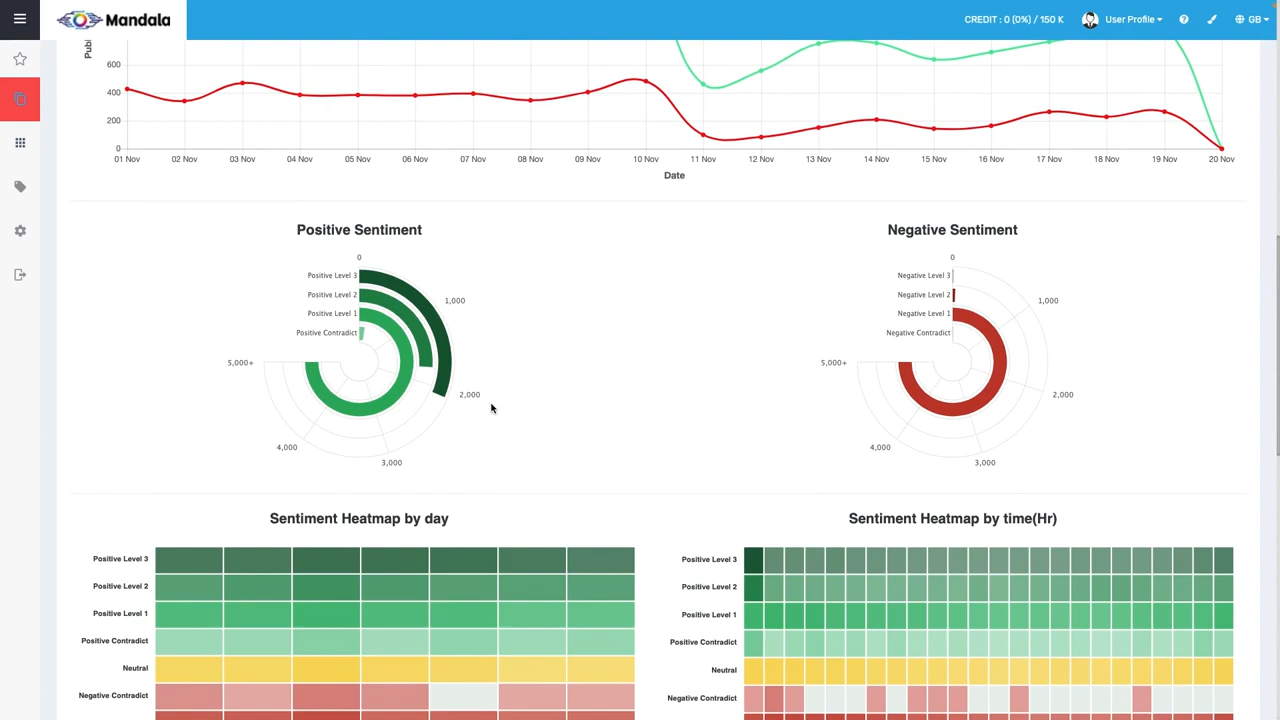 Mandala
CREDIT : 0 (0%) / 150 K
User Profile
GB
Publ
600
400
200
0
01 Nov 02 Nov 03 Nov 04 Nov 05 Nov 06 Nov 07 Nov 08 Nov 09 Nov 10 Nov 11 Nov 12 Nov 13 Nov 14 Nov 15 Nov 16 Nov 17 Nov 18 Nov 19 Nov 20 Nov
Date
Positive Sentiment
0
Positive Level 3
Positive Level 2
Positive Level 1
Positive Contradict
1,000
2,000
3,000
4,000
5,000+
Negative Sentiment
0
Negative Level 3
Negative Level 2
Negative Level 1
Negative Contradict
1,000
2,000
3,000
4,000
5,000+
Sentiment Heatmap by day
Positive Level 3
Positive Level 2
Positive Level 1
Positive Contradict
Neutral
Negative Contradict
Sentiment Heatmap by time(Hr)
Positive Level 3
Positive Level 2
Positive Level 1
Positive Contradict
Neutral
Negative Contradict